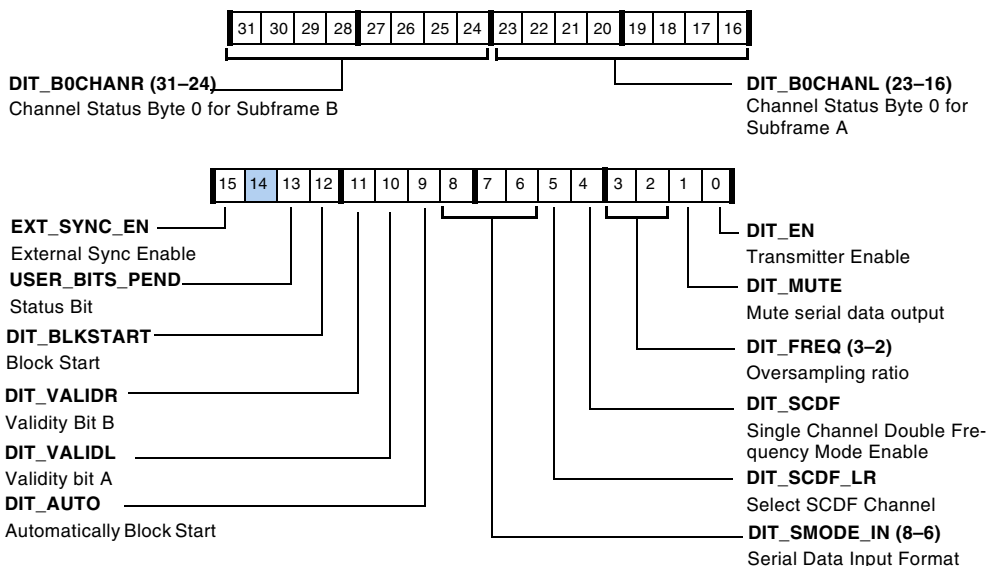 31 30 29 28 27 26 25 24 23 22 21 20 19 18 17 16
DIT_B0CHANR (31–24)
Channel Status Byte 0 for Subframe B
DIT_B0CHANL (23–16)
Channel Status Byte 0 for
Subframe A
15 14 13 12 11 10 9 8 7 6 5 4 3 2 1 0
EXT_SYNC_EN
External Sync Enable
USER_BITS_PEND
Status Bit
DIT_BLKSTART
Block Start
DIT_VALIDR
Validity Bit B
DIT_VALIDL
Validity bit A
DIT_AUTO
Automatically Block Start
DIT_EN
Transmitter Enable
DIT_MUTE
Mute serial data output
DIT_FREQ (3–2)
Oversampling ratio
DIT_SCDF
Single Channel Double Fre-
quency Mode Enable
DIT_SCDF_LR
Select SCDF Channel
DIT_SMODE_IN (8–6)
Serial Data Input Format